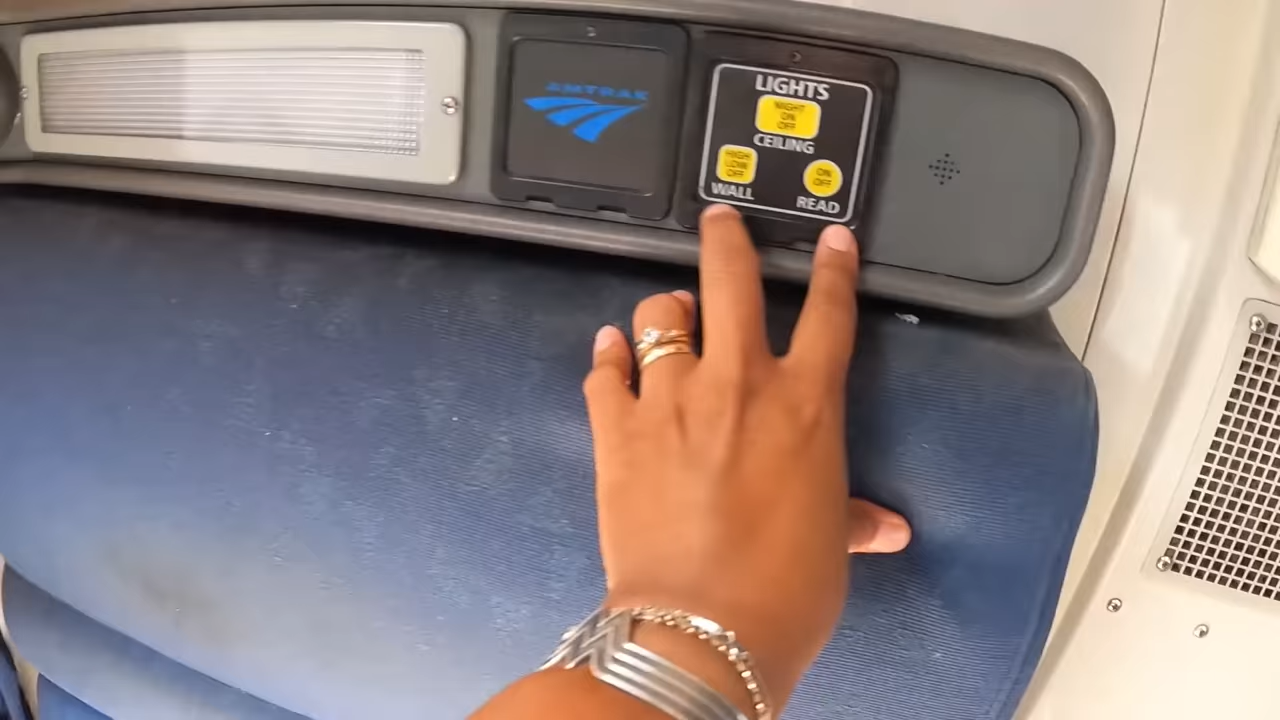 AMTRAK
LIGHTS
NIGHT
ON
OFF
CEILING
HIGH
LOW
OFF
WALL
ON
OFF
READ